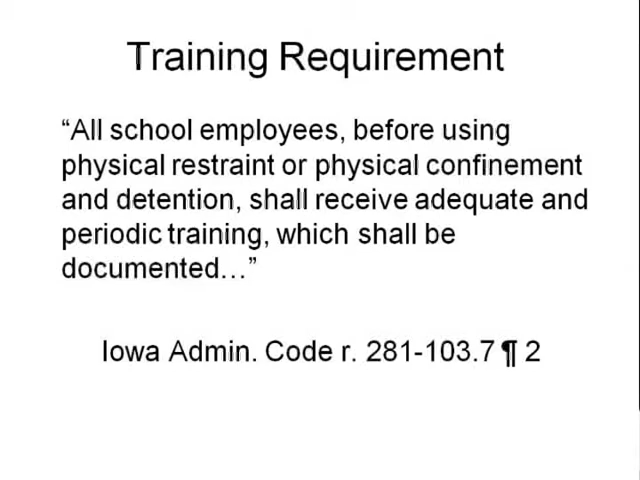 Training Requirement
“All school employees, before using
physical restraint or physical confinement
and detention, shall receive adequate and
periodic training, which shall be
documented…”
Iowa Admin. Code r. 281-103.7 ¶ 2